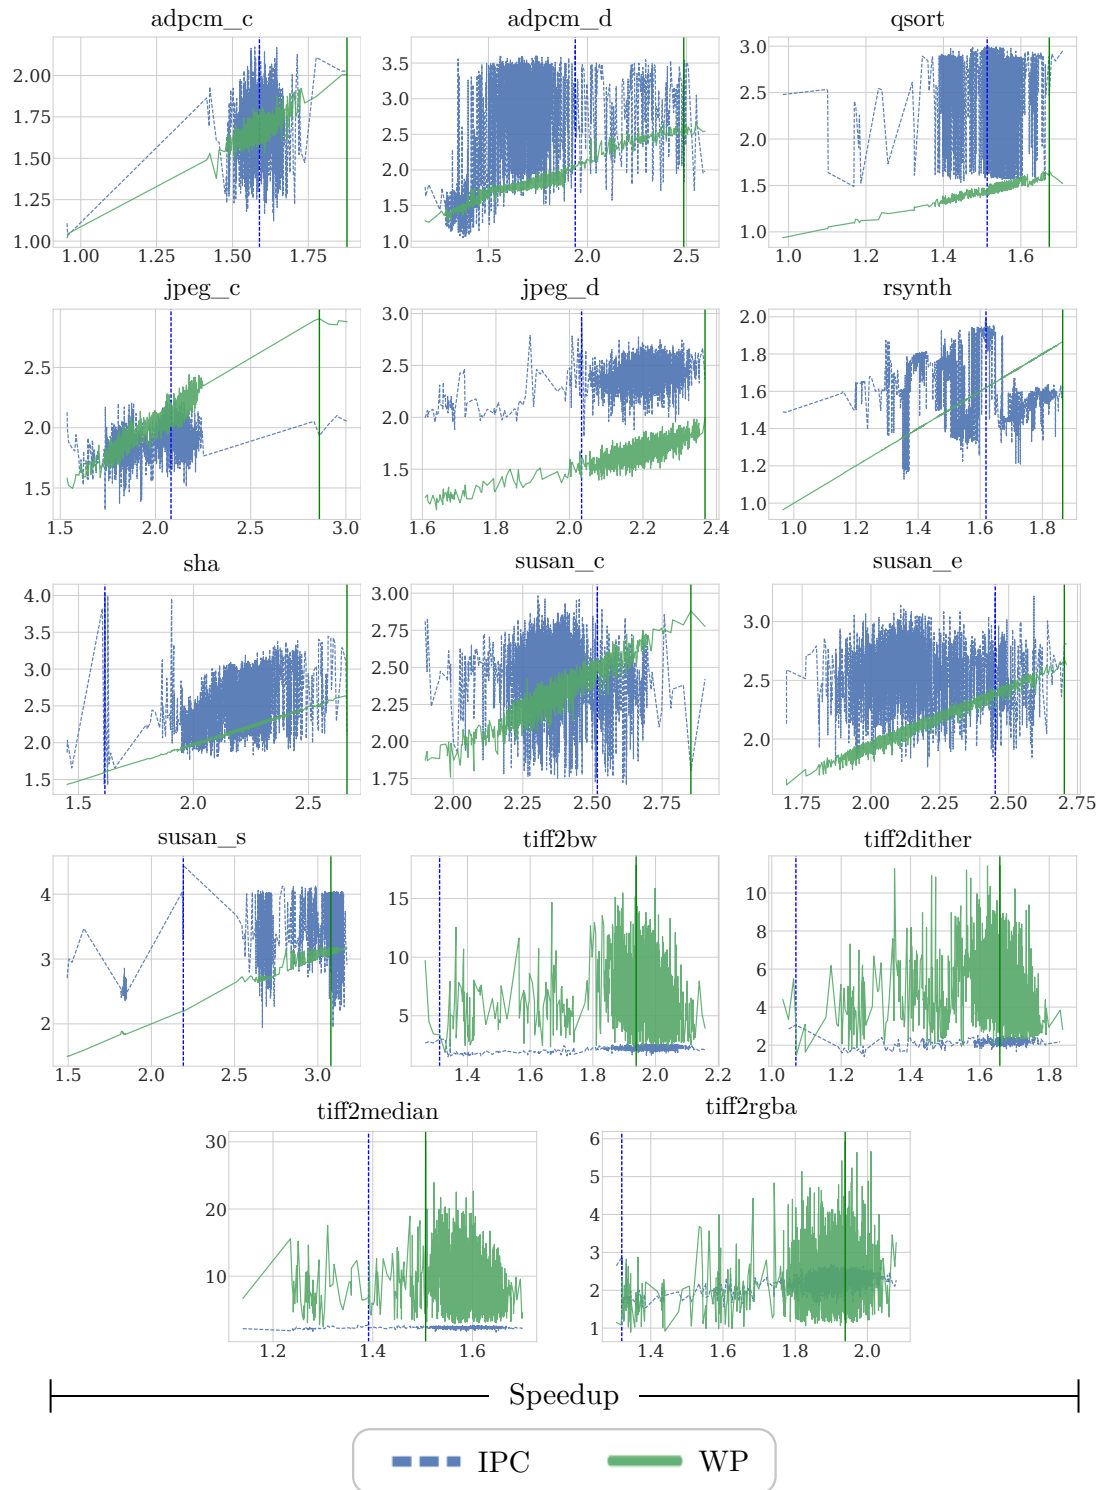 adpcm_c adpcm_d qsort
2.00 3.5 3.0
1.75 3.0 2.5
1.50 2.5 2.0
1.25 2.0 1.5
1.00 1.5 1.0
1.0
1.00 1.25 1.50 1.75 1.5 2.0 2.5 1.0 1.2 1.4 1.6
jpeg_c jpeg_d rsynth
2.5 3.0 2.0
2.0 2.5 1.8
1.5 2.0 1.6
1.5 1.4
1.2
1.0
1.5 2.0 2.5 3.0 1.6 1.8 2.0 2.2 2.4 1.0 1.2 1.4 1.6 1.8
sha susan_c susan_e
4.0 3.00 3.0
3.5 2.75 2.5
3.0 2.50 2.0
2.5 2.25
2.0 2.00
1.5 1.75
1.5 2.0 2.5 2.00 2.25 2.50 2.75 1.75 2.00 2.25 2.50 2.75
susan_s tiff2bw tiff2dither
4 15 10
3 10 8
2 5 6
4
2
1.5 2.0 2.5 3.0 1.4 1.6 1.8 2.0 2.2 1.0 1.2 1.4 1.6 1.8
tiff2median tiff2rgba
30 6
20 5
10 4
3
2
1
1.2 1.4 1.6 1.4 1.6 1.8 2.0
Speedup
IPC WP